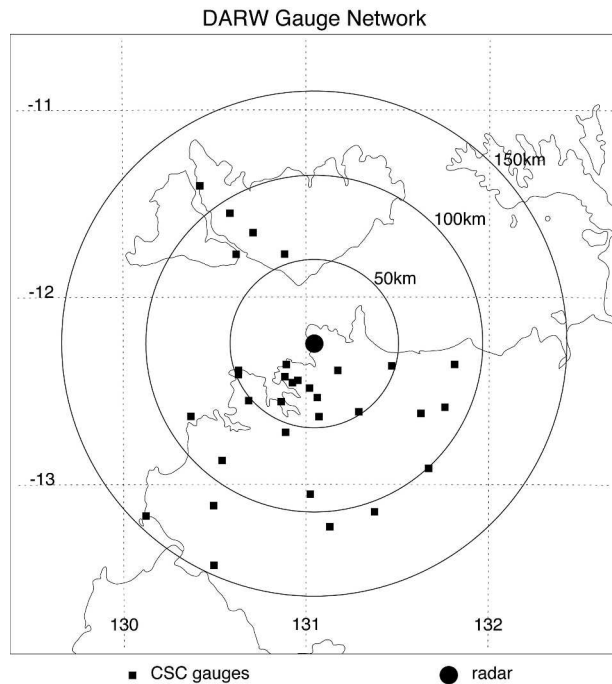 DARW Gauge Network
-11
150km
100km
50km
-12
-13
130 131 132
CSC gauges radar